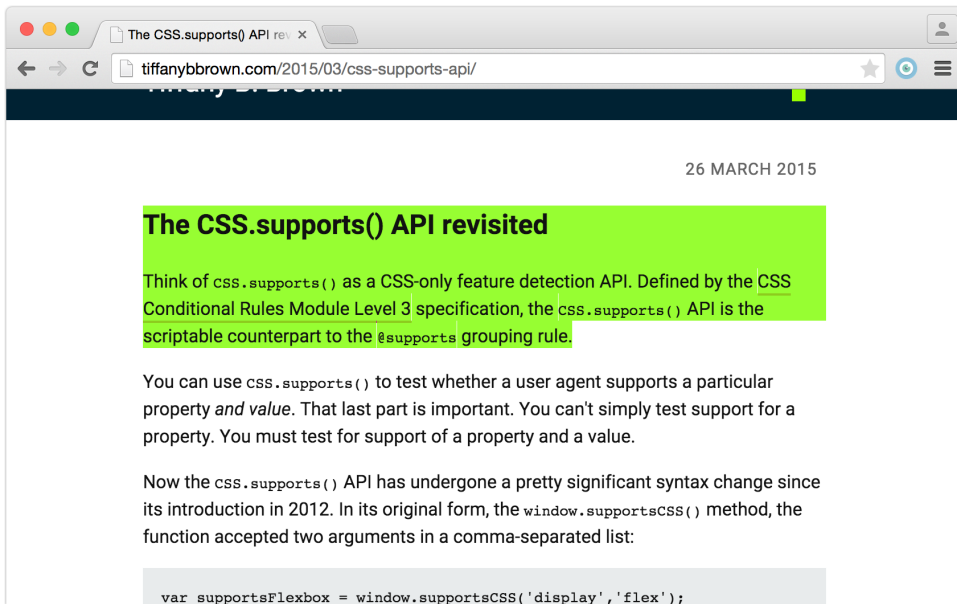 The CSS.supports() API rev
tiffanybbrown.com/2015/03/css-supports-api/
Tiffany B. Brown
26 MARCH 2015
The CSS.supports() API revisited
Think of CSS.supports() as a CSS-only feature detection API. Defined by the CSS
Conditional Rules Module Level 3 specification, the CSS.supports() API is the
scriptable counterpart to the @supports grouping rule.
You can use CSS.supports() to test whether a user agent supports a particular
property and value. That last part is important. You can't simply test support for a
property. You must test for support of a property and a value.
Now the CSS.supports() API has undergone a pretty significant syntax change since
its introduction in 2012. In its original form, the window.supportsCSS() method, the
function accepted two arguments in a comma-separated list:
var supportsFlexbox = window.supportsCSS('display','flex');